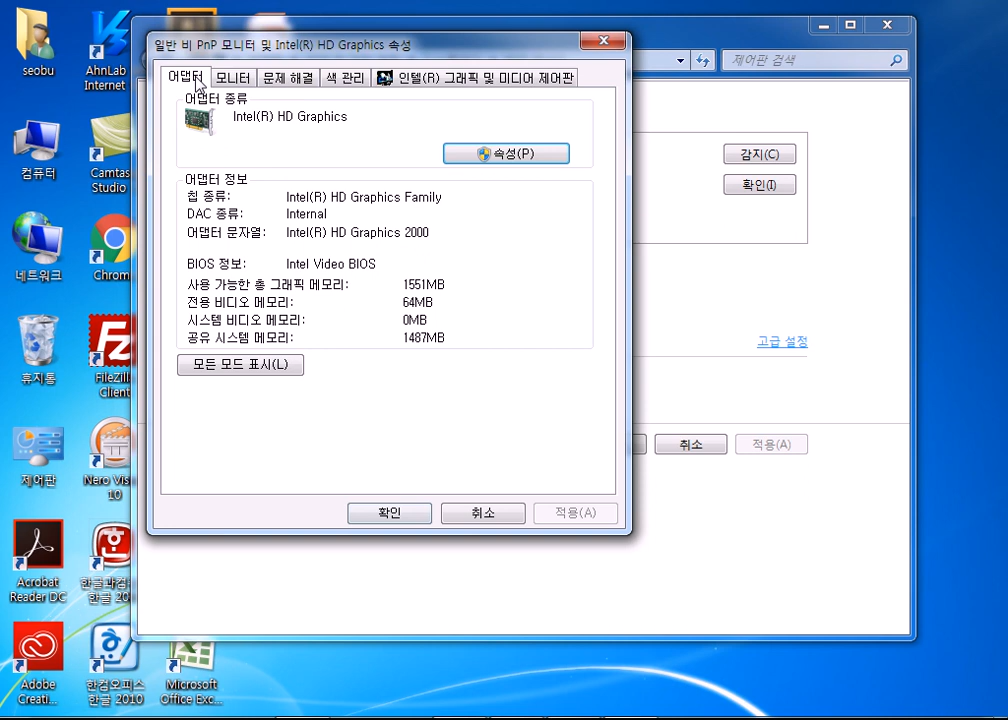 seobu
AhnLab
Internet
컴퓨터
Camtas
Studio
네트워크
Chrom
휴지통
FileZill
Client
제어판
Nero Vis
10
Acrobat
Reader DC
한글과컴
한글 20
Adobe
Creati...
한컴오피스
한글 2010
Microsoft
Office Exc...
일반 비 PnP 모니터 및 Intel(R) HD Graphics 속성
어댑터
모니터
문제 해결
색 관리
인텔(R) 그래픽 및 미디어 제어판
어댑터 종류
Intel(R) HD Graphics
속성(P)
어댑터 정보
칩 종류: Intel(R) HD Graphics Family
DAC 종류: Internal
어댑터 문자열: Intel(R) HD Graphics 2000
BIOS 정보: Intel Video BIOS
사용 가능한 총 그래픽 메모리: 1551MB
전용 비디오 메모리: 64MB
시스템 비디오 메모리: 0MB
공유 시스템 메모리: 1487MB
모든 모드 표시(L)
확인
취소
적용(A)
제어판 검색
감지(C)
확인(I)
고급 설정
취소
적용(A)